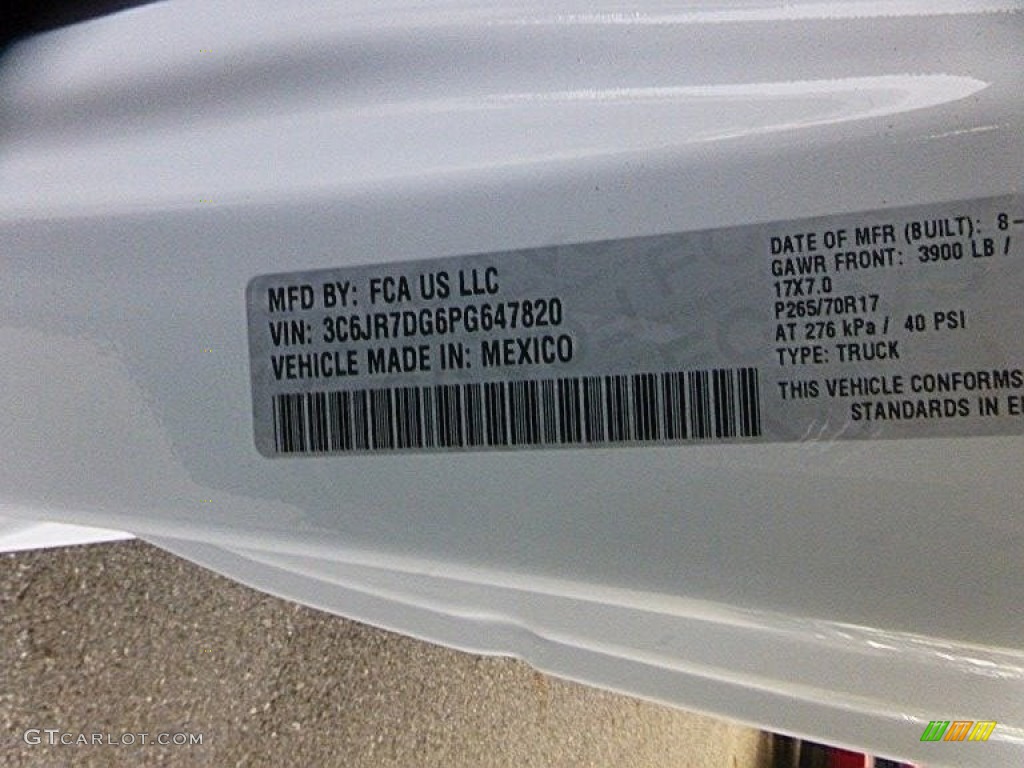 MFD BY: FCA US LLC
VIN: 3C6JR7DG6PG647820
VEHICLE MADE IN: MEXICO
DATE OF MFR (BUILT): 8-
GAWR FRONT: 3900 LB /
17X7.0
P265/70R17
AT 276 kPa / 40 PSI
TYPE: TRUCK
THIS VEHICLE CONFORMS
STANDARDS IN
GTCARLOT.COM